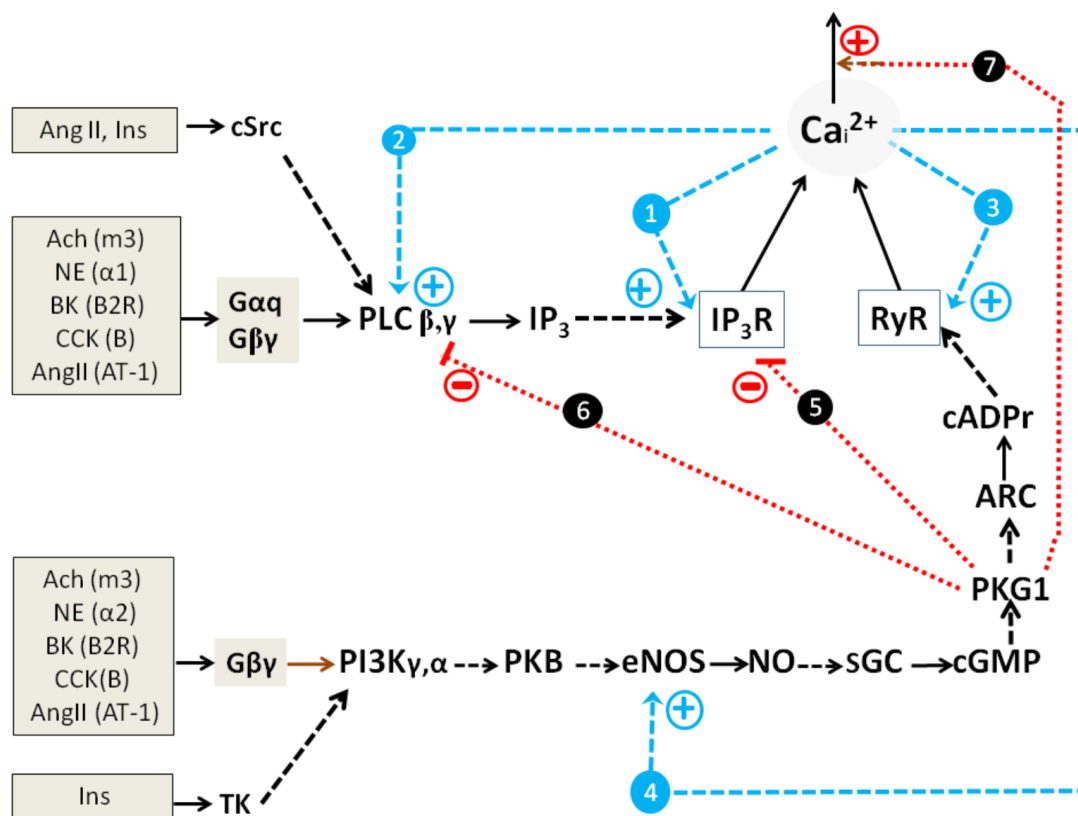 +
7
Ang II, Ins
cSrc
2
Caᵢ²⁺
1
3
Ach (m3)
NE (α1)
BK (B2R)
CCK (B)
AngII (AT-1)
Gαq
Gβγ
PLC β,γ
+
IP₃
+
IP₃R
RyR
+
−
6
−
5
cADPr
ARC
PKG1
Ach (m3)
NE (α2)
BK (B2R)
CCK(B)
AngII (AT-1)
Gβγ
PI3Kγ,α
PKB
eNOS
NO
sGC
cGMP
+
Ins
TK
4